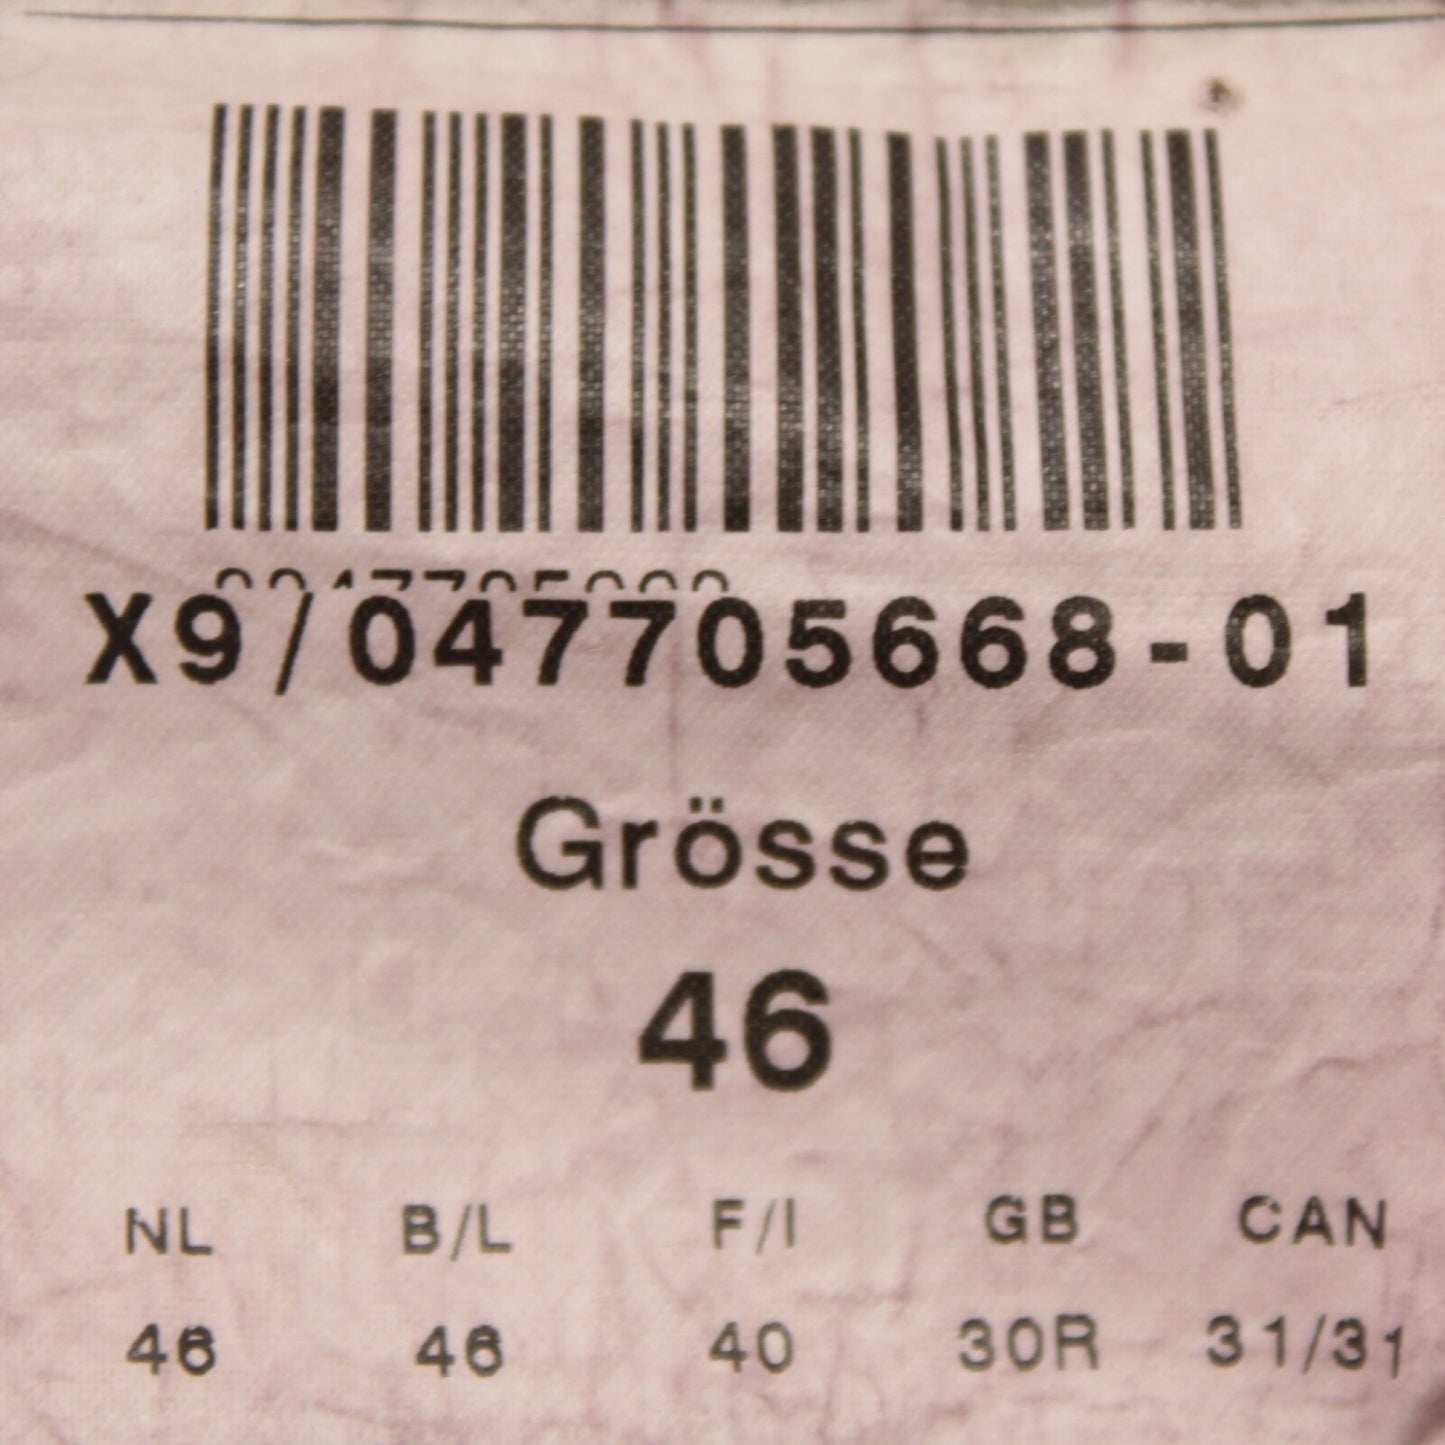 X9/047705668-01
Grösse
46
NL B/L F/I GB CAN
46 46 40 30R 31/31